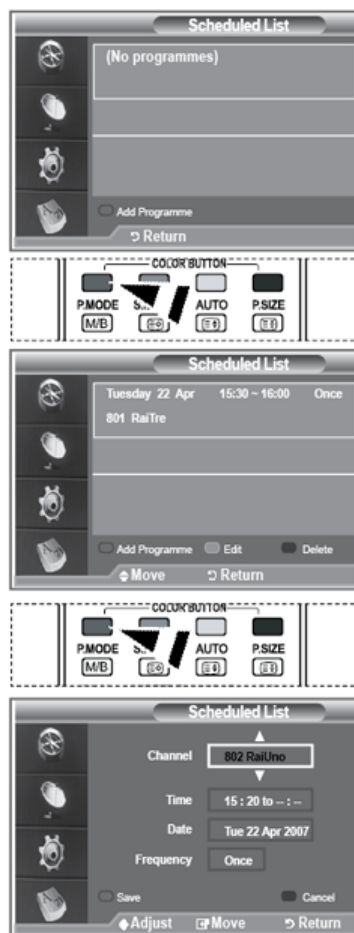 Scheduled List
(No programmes)
Add Programme
Return
COLOR BUTTON
P.MODE AUTO P.SIZE
M/B
Scheduled List
Tuesday 22 Apr 15:30 ~ 16:00 Once
801 RaiTre
Add Programme Edit Delete
Move Return
COLOR BUTTON
P.MODE AUTO P.SIZE
M/B
Scheduled List
Channel 802 RaiUno
Time 15 : 20 to -- : --
Date Tue 22 Apr 2007
Frequency Once
Save Cancel
Adjust Move Return